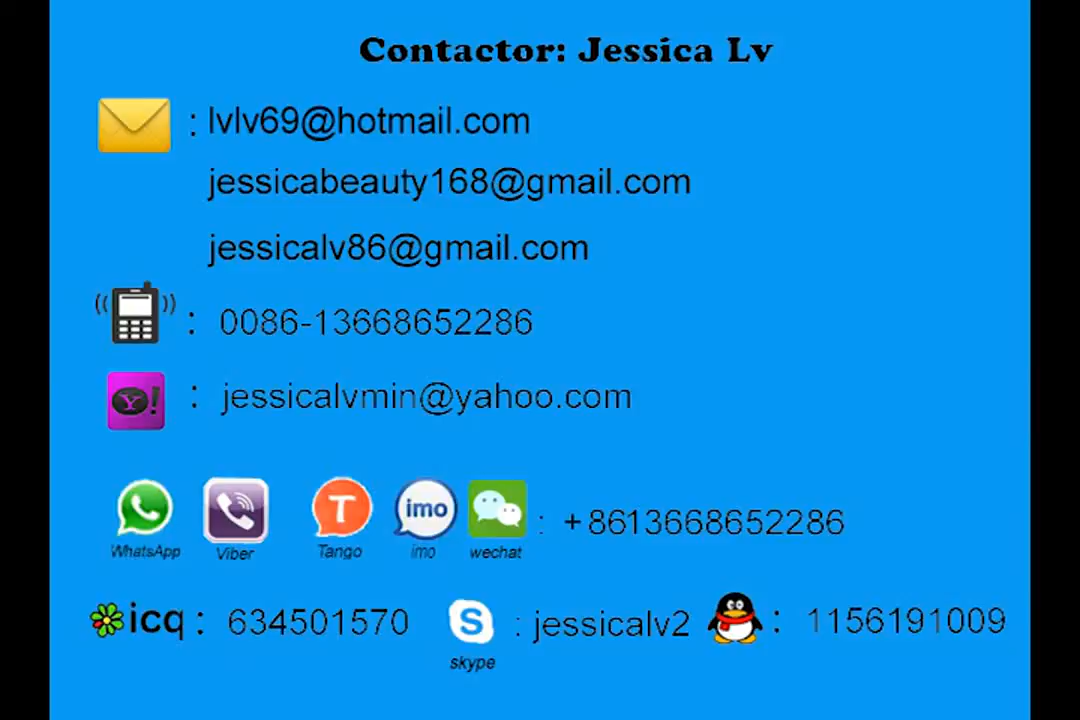 Contactor: Jessica Lv
: lvlv69@hotmail.com
jessicabeauty168@gmail.com
jessicalv86@gmail.com
: 0086-13668652286
Y! : jessicalvmin@yahoo.com
T imo
WhatsApp Viber Tango imo wechat : +8613668652286
icq : 634501570 S : jessicalv2 : 1156191009
skype